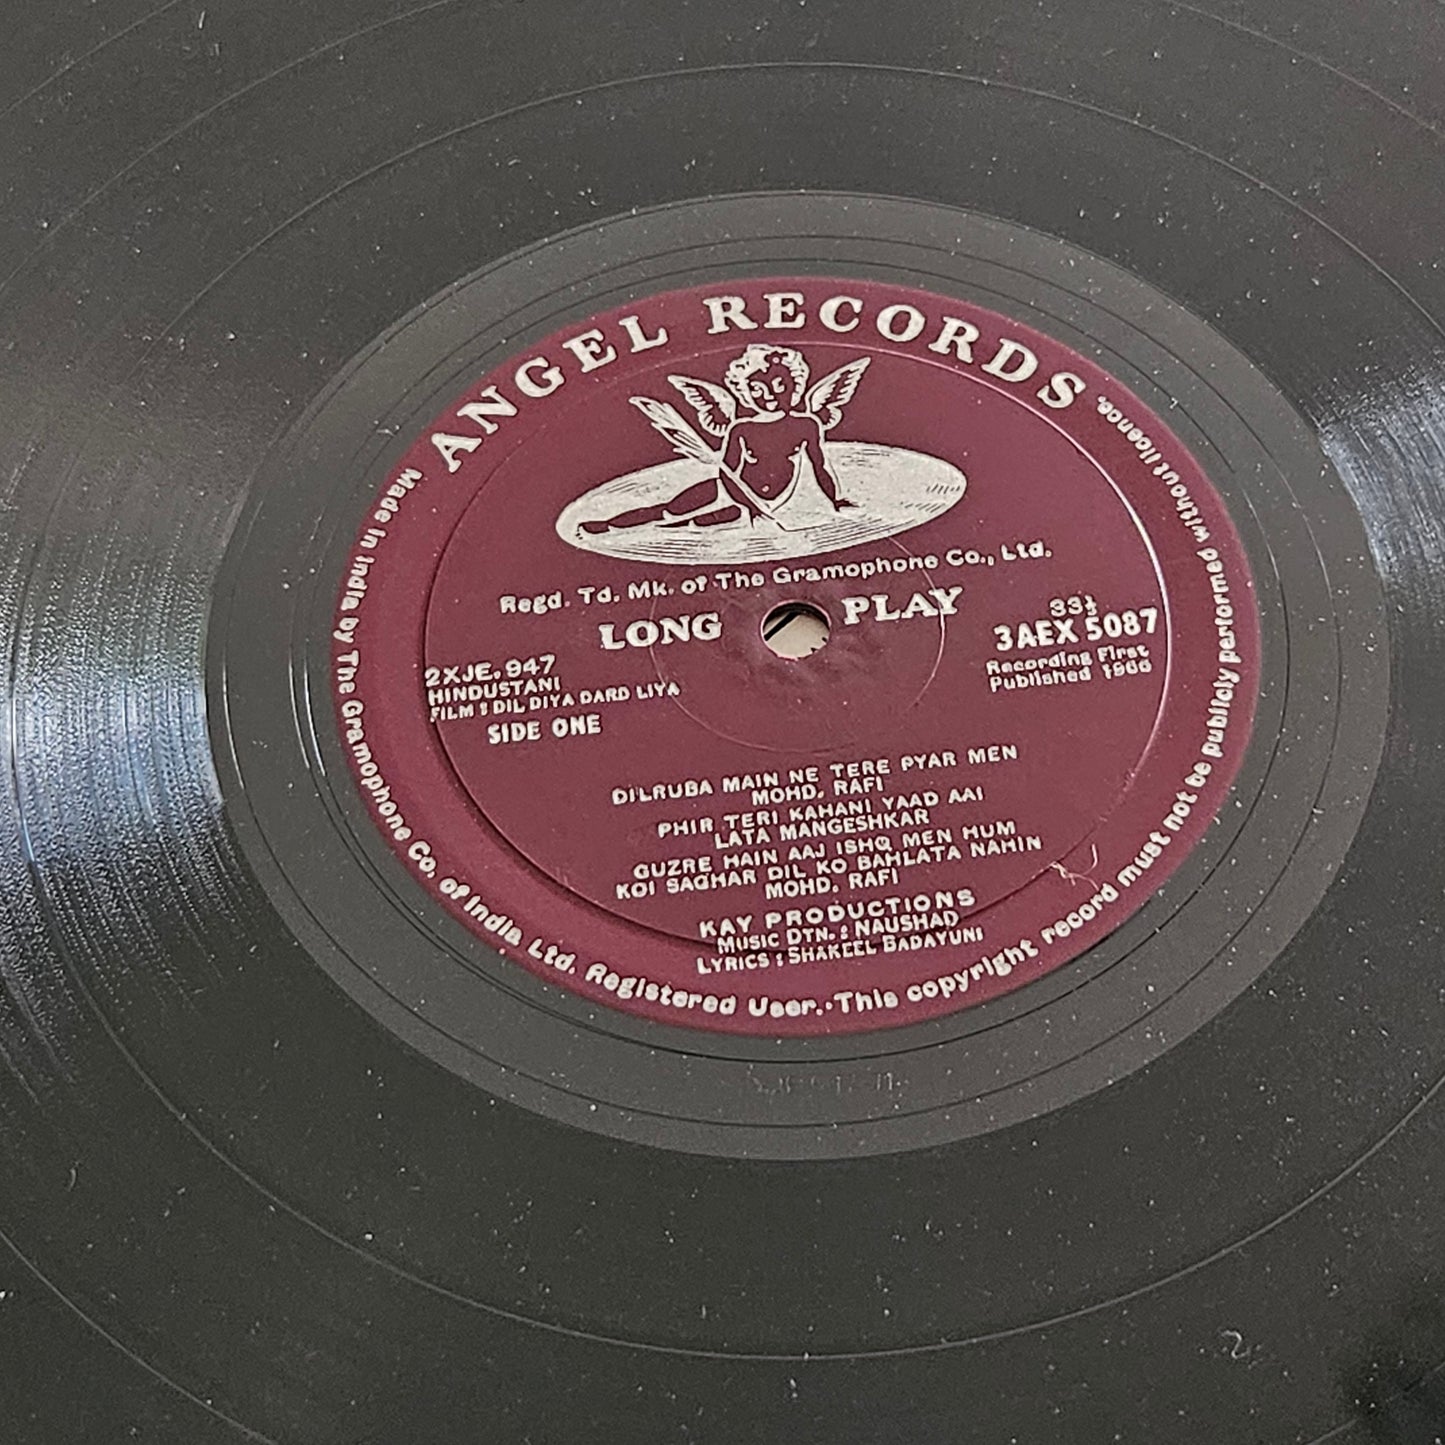 ANGEL RECORDS
Regd. Td. Mk. of The Gramophone Co., Ltd.
LONG PLAY
33⅓
3AEX 5087
Recording First
Published 1966
2XJE.947
HINDUSTANI
FILM : DIL DIYA DARD LIYA
SIDE ONE
DILRUBA MAIN NE TERE PYAR MEN
MOHD. RAFI
PHIR TERI KAHANI YAAD AAI
LATA MANGESHKAR
GUZRE HAIN AAJ ISHQ MEN HUM
KOI SAGHAR DIL KO BAHLATA NAHIN
MOHD. RAFI
KAY PRODUCTIONS
MUSIC DTN. : NAUSHAD
LYRICS : SHAKEEL BADAYUNI
Made in India by The Gramophone Co. of India Ltd. Registered User.·This copyright record must not be publicly performed without licence.